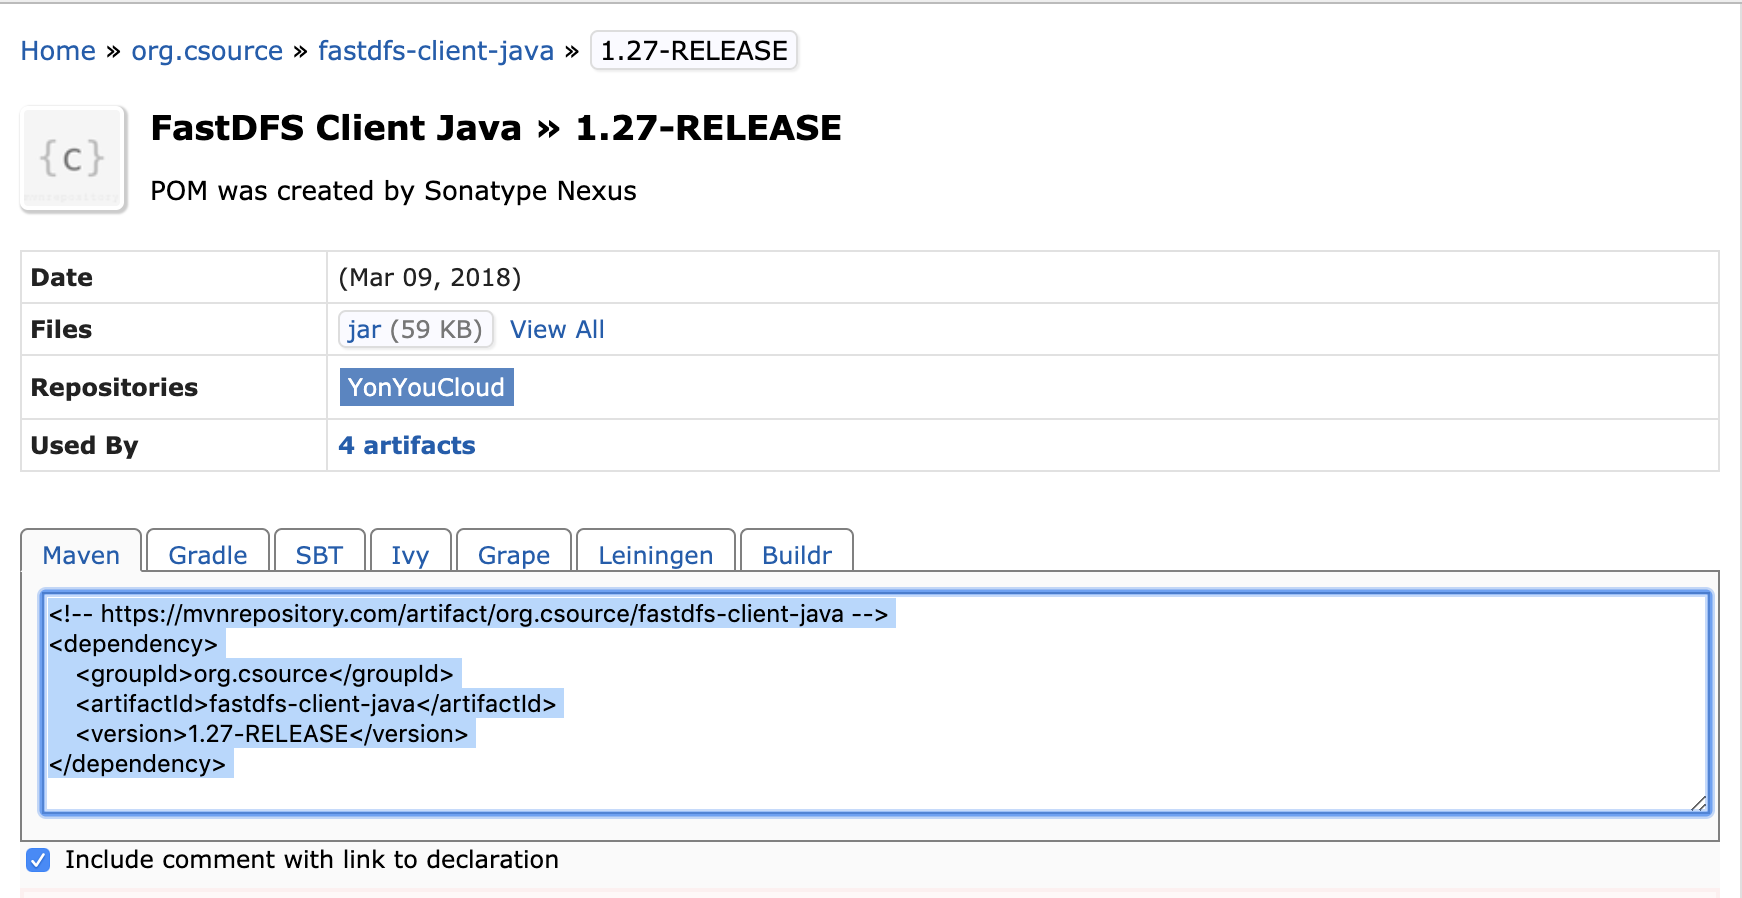 Home » org.csource » fastdfs-client-java » 1.27-RELEASE
{c}
mvnrepository
FastDFS Client Java » 1.27-RELEASE
POM was created by Sonatype Nexus
Date (Mar 09, 2018)
Files jar (59 KB) View All
Repositories YonYouCloud
Used By 4 artifacts
Maven Gradle SBT Ivy Grape Leiningen Buildr
<!-- https://mvnrepository.com/artifact/org.csource/fastdfs-client-java -->
<dependency>
    <groupId>org.csource</groupId>
    <artifactId>fastdfs-client-java</artifactId>
    <version>1.27-RELEASE</version>
</dependency>
Include comment with link to declaration